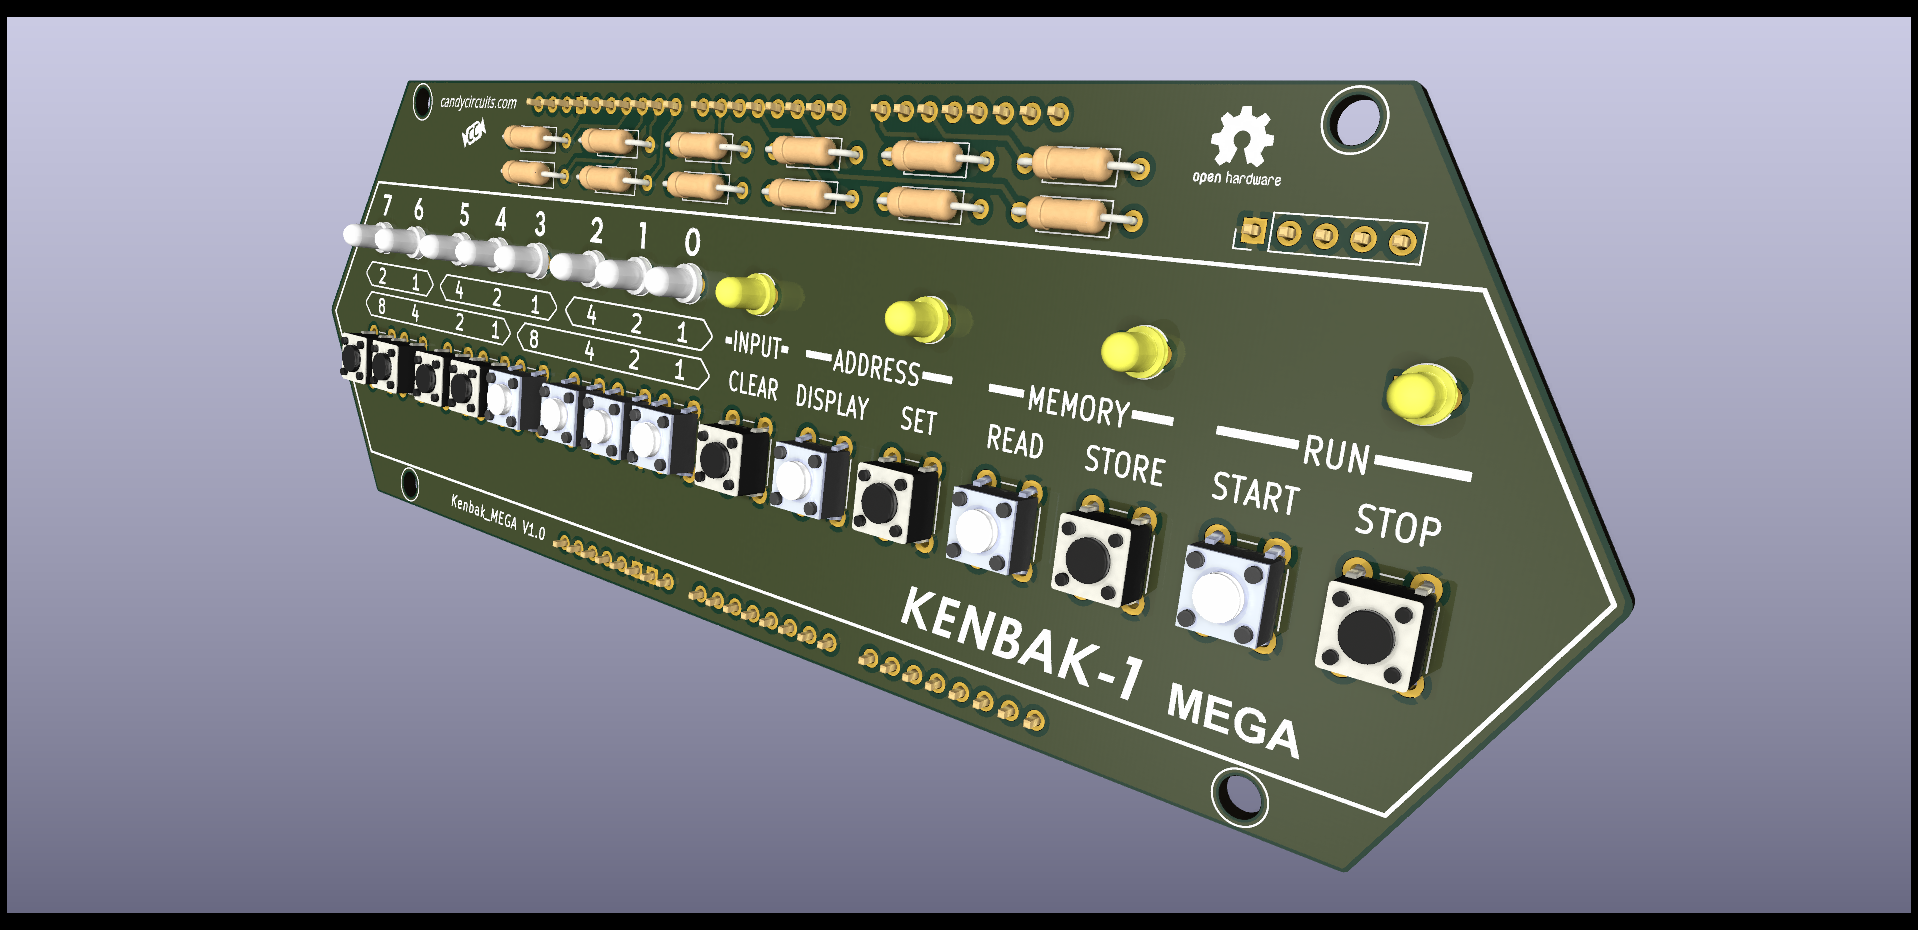 candycircuits.com
CC
open hardware
7 6 5 4 3 2 1 0
2 1 4 2 1 4 2 1
8 4 2 1 8 4 2 1
INPUT ADDRESS MEMORY RUN
CLEAR DISPLAY SET READ STORE START STOP
Kenbak_MEGA V1.0
KENBAK-1 MEGA